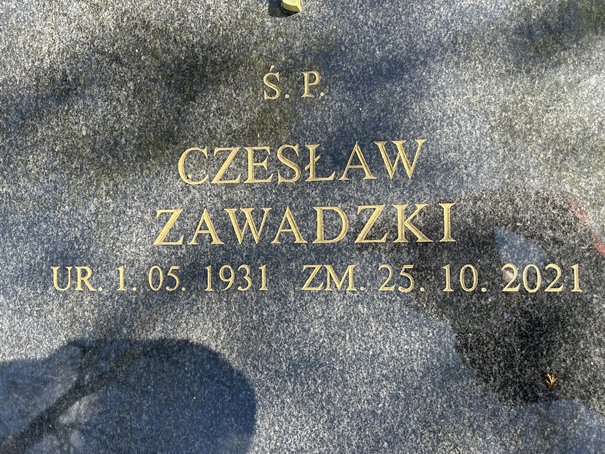 Ś. P.
CZESŁAW
ZAWADZKI
UR. 1. 05. 1931 ZM. 25. 10. 2021